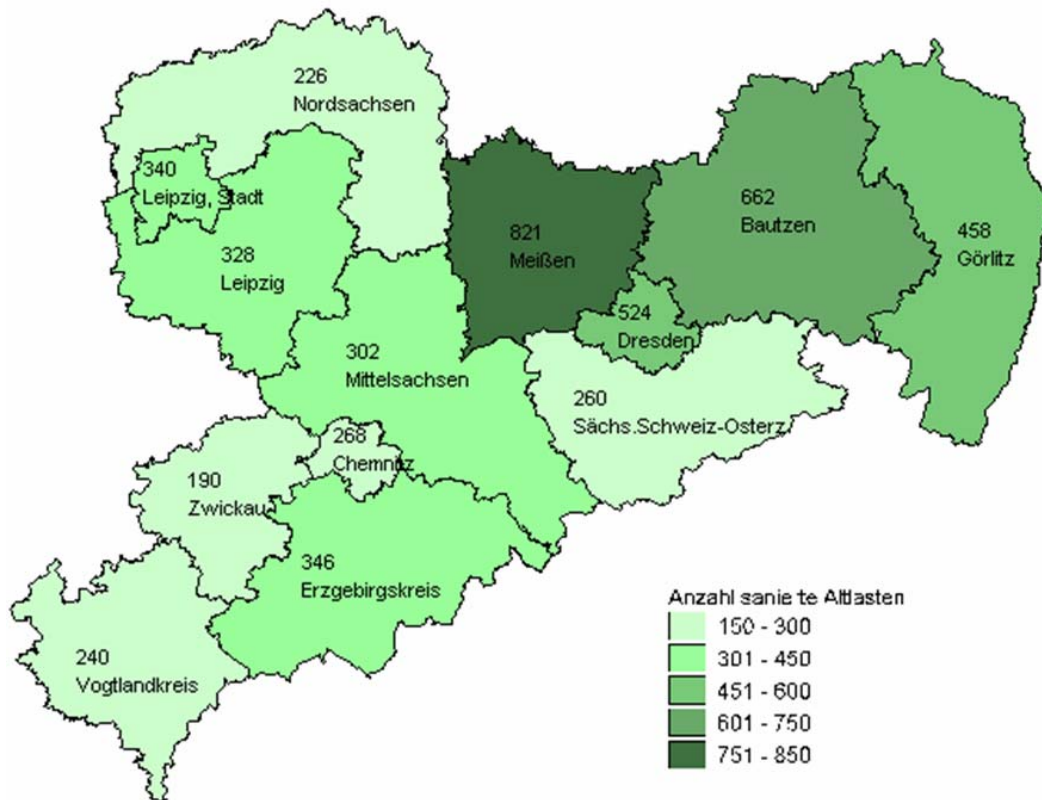 226
Nordsachsen
340
Leipzig, Stadt
328
Leipzig
821
Meißen
662
Bautzen
458
Görlitz
524
Dresden
302
Mittelsachsen
260
Sächs.Schweiz-Osterz
268
Chemnitz
190
Zwickau
346
Erzgebirgskreis
240
Vogtlandkreis
Anzahl sanierte Altlasten
150 - 300
301 - 450
451 - 600
601 - 750
751 - 850